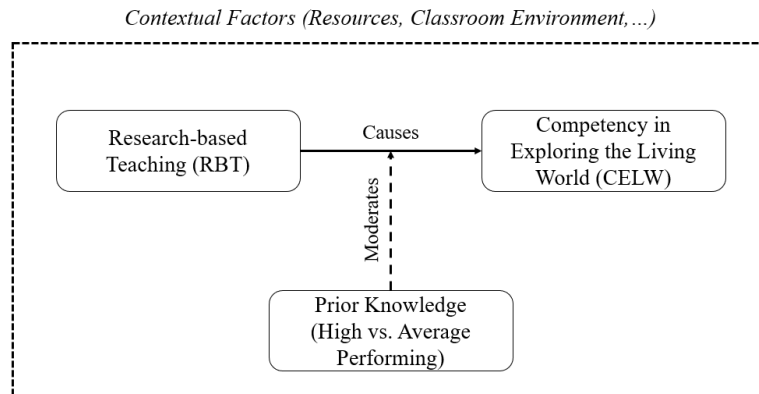 Contextual Factors (Resources, Classroom Environment,…)
Research-based
Teaching (RBT)
Causes
Competency in
Exploring the Living
World (CELW)
Moderates
Prior Knowledge
(High vs. Average
Performing)